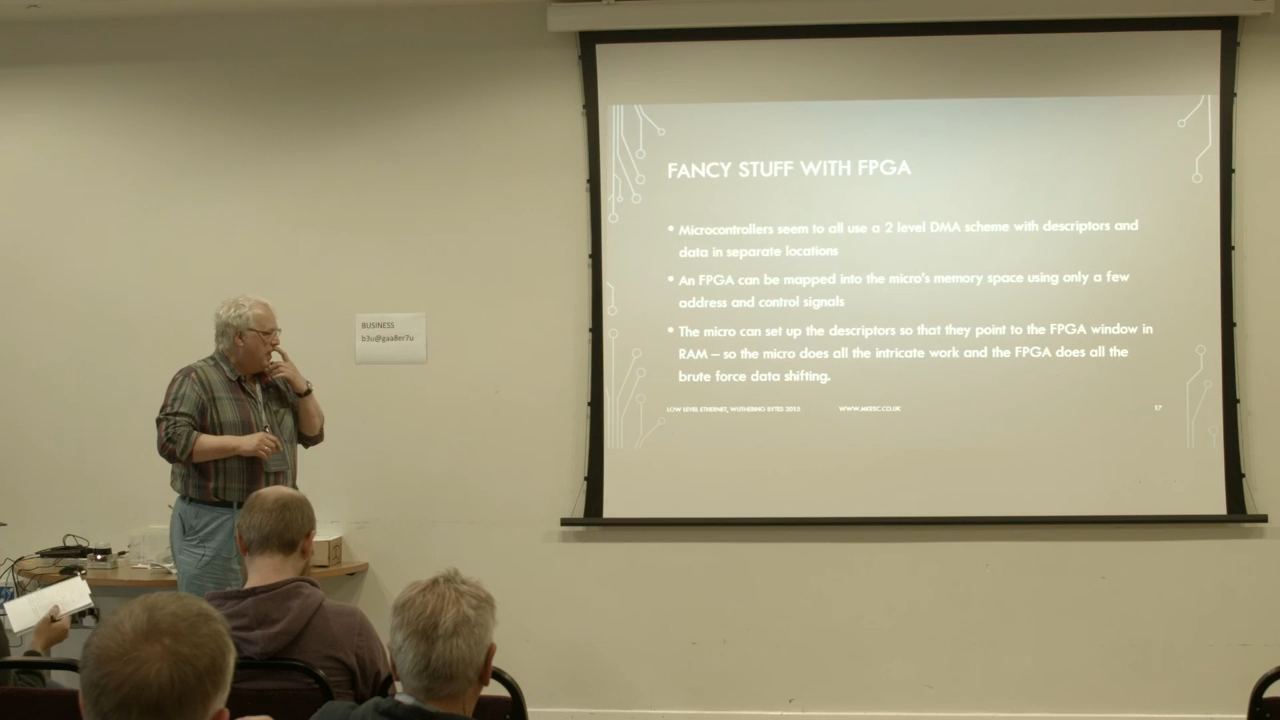 BUSINESS
b3u@gaa8er7u
FANCY STUFF WITH FPGA
• Microcontrollers seem to all use a 2 level DMA scheme with descriptors and
data in separate locations
• An FPGA can be mapped into the micro's memory space using only a few
address and control signals
• The micro can set up the descriptors so that they point to the FPGA window in
RAM – so the micro does all the intricate work and the FPGA does all the
brute force data shifting.
LOW LEVEL ETHERNET, WUTHERING BYTES 2015
17